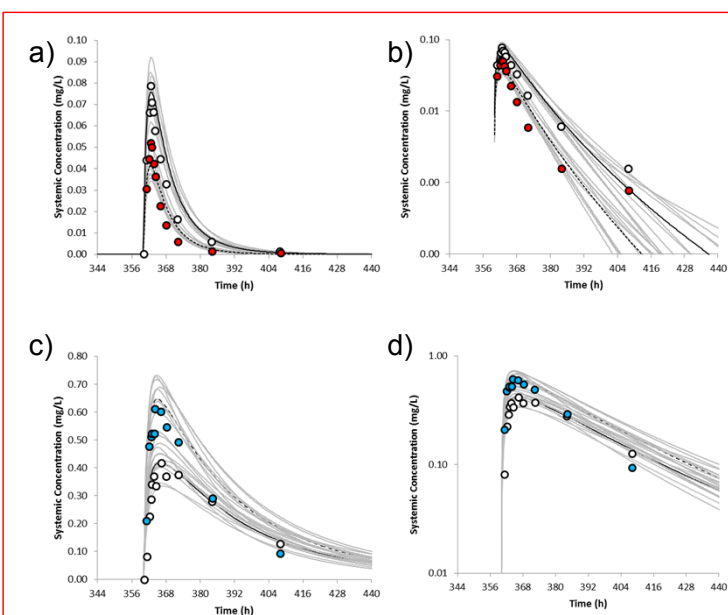 a)
Systemic Concentration (mg/L)
0.10
0.09
0.08
0.07
0.06
0.05
0.04
0.03
0.02
0.01
0.00
344 356 368 380 392 404 416 428 440
Time (h)
b)
Systemic Concentration (mg/L)
0.10
0.01
0.00
0.00
344 356 368 380 392 404 416 428 440
Time (h)
c)
Systemic Concentration (mg/L)
0.80
0.70
0.60
0.50
0.40
0.30
0.20
0.10
0.00
344 356 368 380 392 404 416 428 440
Time (h)
d)
Systemic Concentration (mg/L)
1.00
0.10
0.01
344 356 368 380 392 404 416 428 440
Time (h)